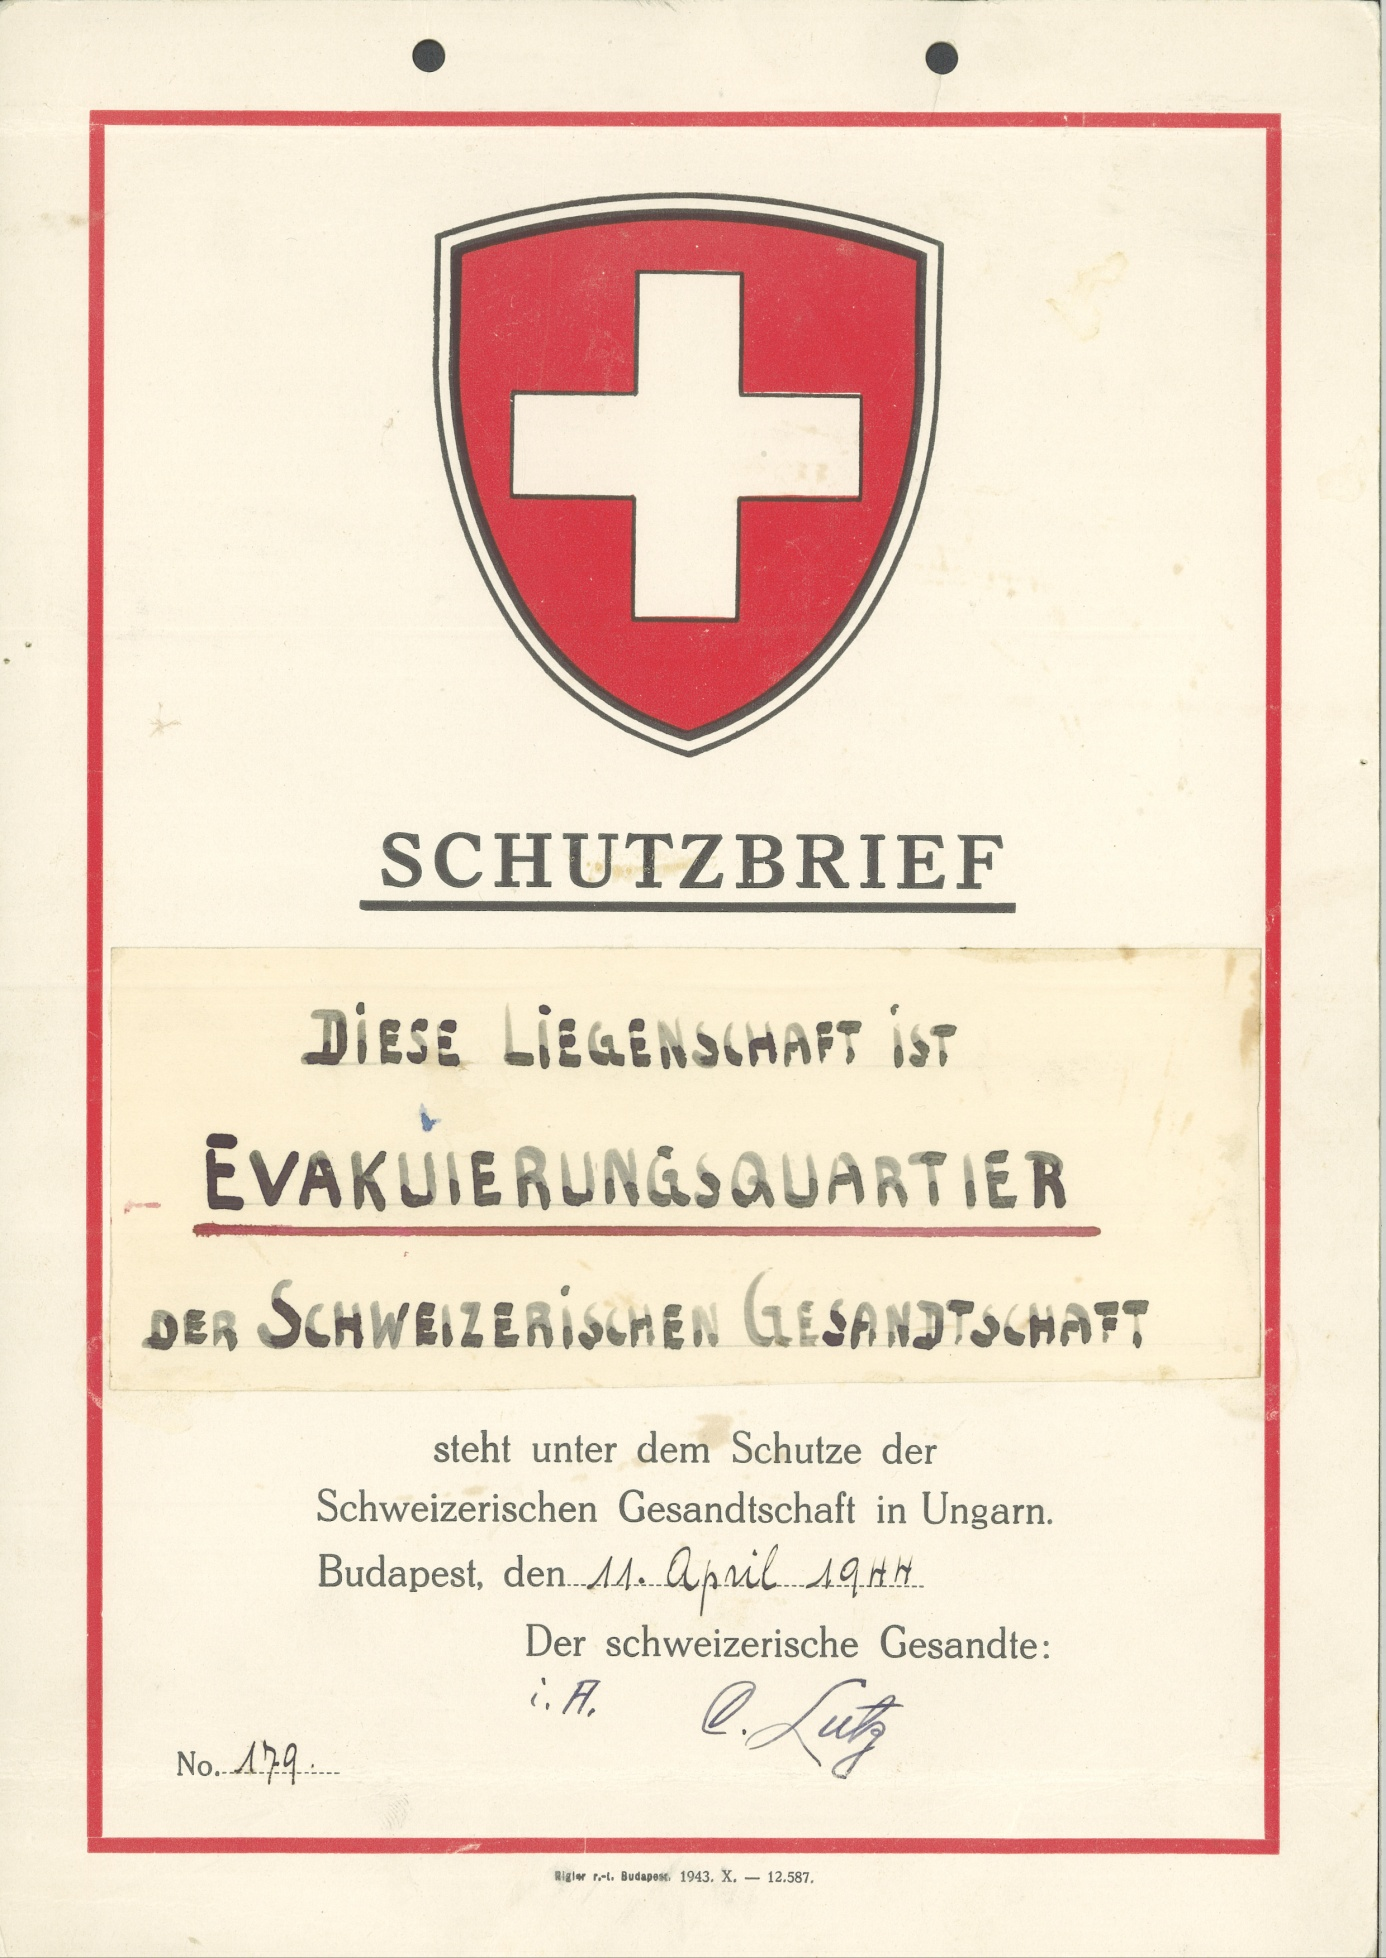 SCHUTZBRIEF
DIESE LIEGENSCHAFT IST
EVAKUIERUNGSQUARTIER
DER SCHWEIZERISCHEN GESANDTSCHAFT
steht unter dem Schutze der
Schweizerischen Gesandtschaft in Ungarn.
Budapest, den 11. April 1944
Der schweizerische Gesandte:
i. A. C. Lutz
No. 179.
Rigler r.-t. Budapest. 1943. X. — 12.587.